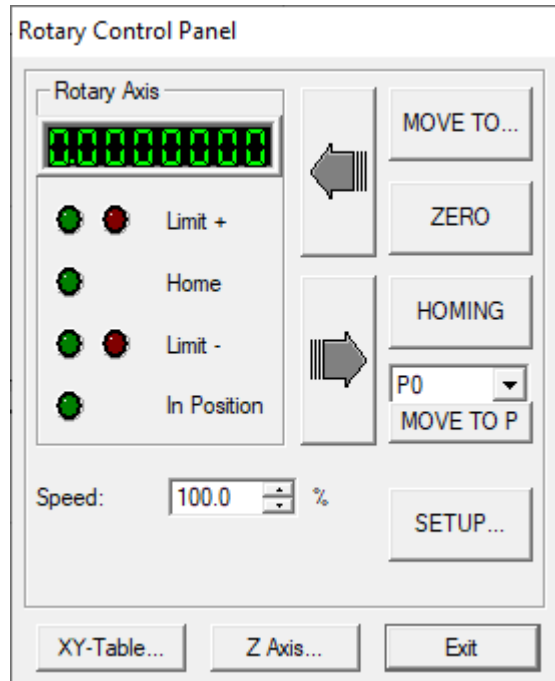 Rotary Control Panel
Rotary Axis
0.0000000
Limit +
Home
Limit -
In Position
MOVE TO...
ZERO
HOMING
P0
MOVE TO P
Speed:
100.0
%
SETUP...
XY-Table...
Z Axis...
Exit